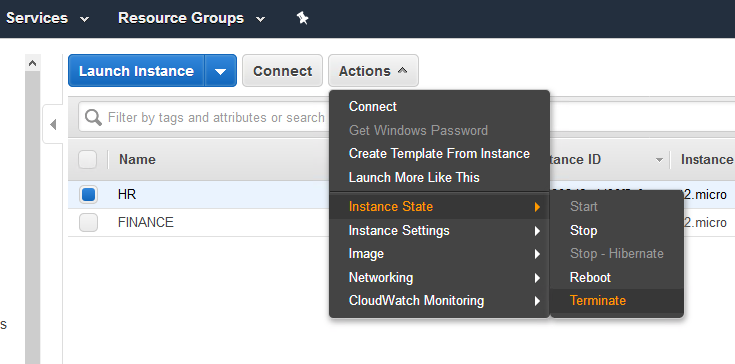 Services Resource Groups
Launch Instance Connect Actions
Filter by tags and attributes or search
Connect
Get Windows Password
Create Template From Instance
Launch More Like This
Name Instance
HR 2.micro
FINANCE 2.micro
Instance State
Instance Settings
Image
Networking
CloudWatch Monitoring
Start
Stop
Stop - Hibernate
Reboot
Terminate